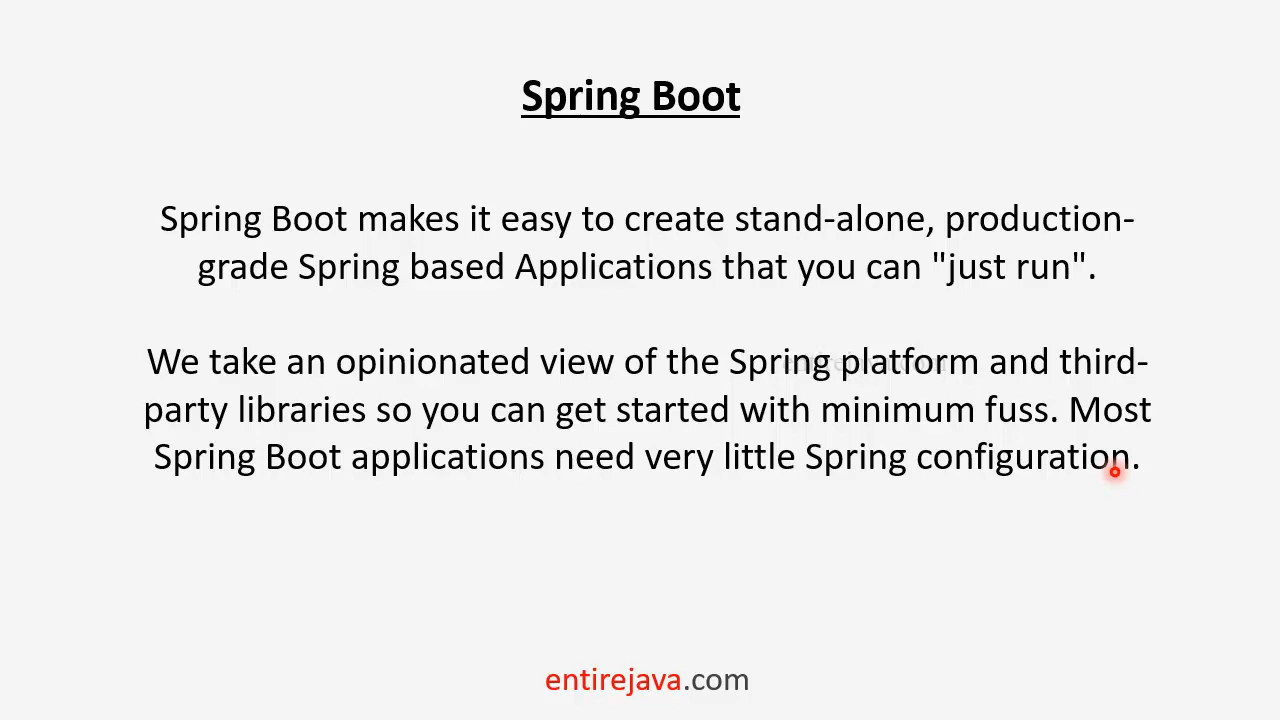 Spring Boot
Spring Boot makes it easy to create stand-alone, production-
grade Spring based Applications that you can "just run".
We take an opinionated view of the Spring platform and third-
party libraries so you can get started with minimum fuss. Most
Spring Boot applications need very little Spring configuration.
entirejava.com